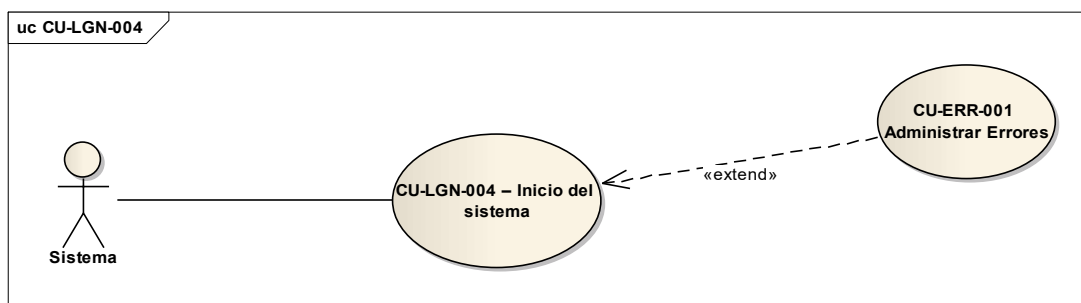 uc CU-LGN-004
CU-ERR-001
Administrar Errores
«extend»
CU-LGN-004 – Inicio del
sistema
Sistema